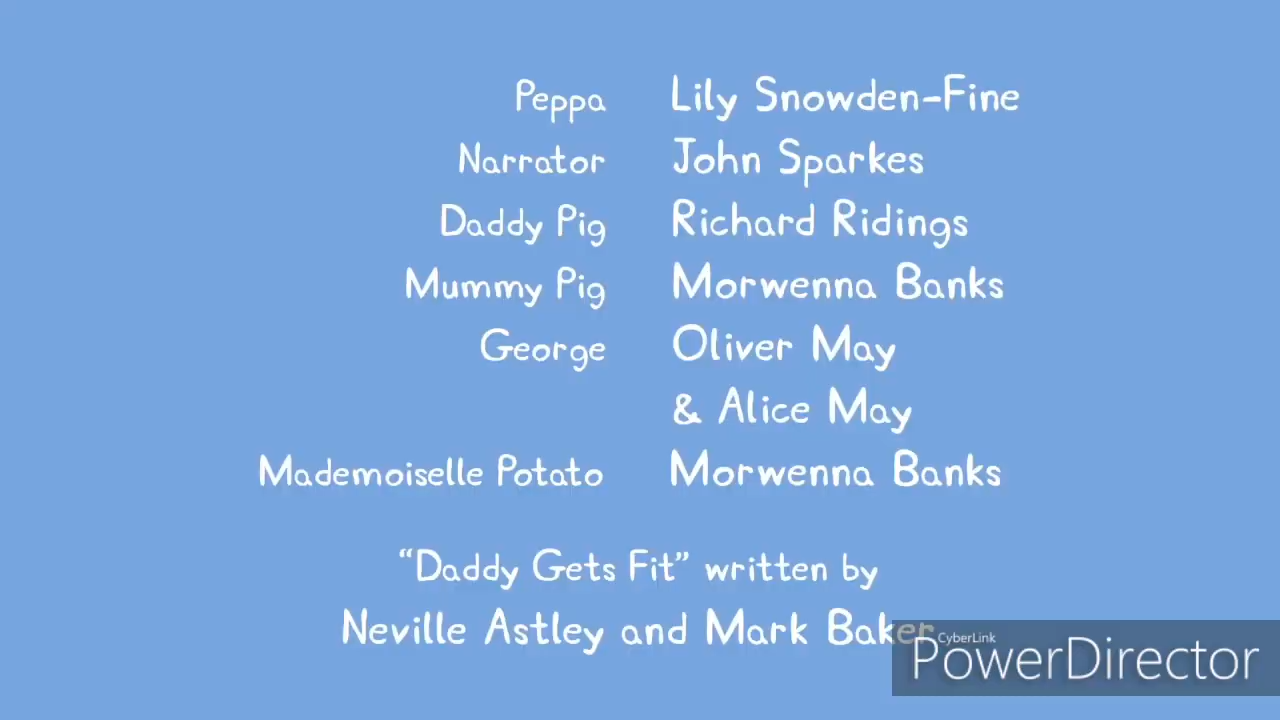 Peppa Lily Snowden-Fine
Narrator John Sparkes
Daddy Pig Richard Ridings
Mummy Pig Morwenna Banks
George Oliver May
& Alice May
Mademoiselle Potato Morwenna Banks
“Daddy Gets Fit” written by
Neville Astley and Mark Baker
CyberLink
PowerDirector